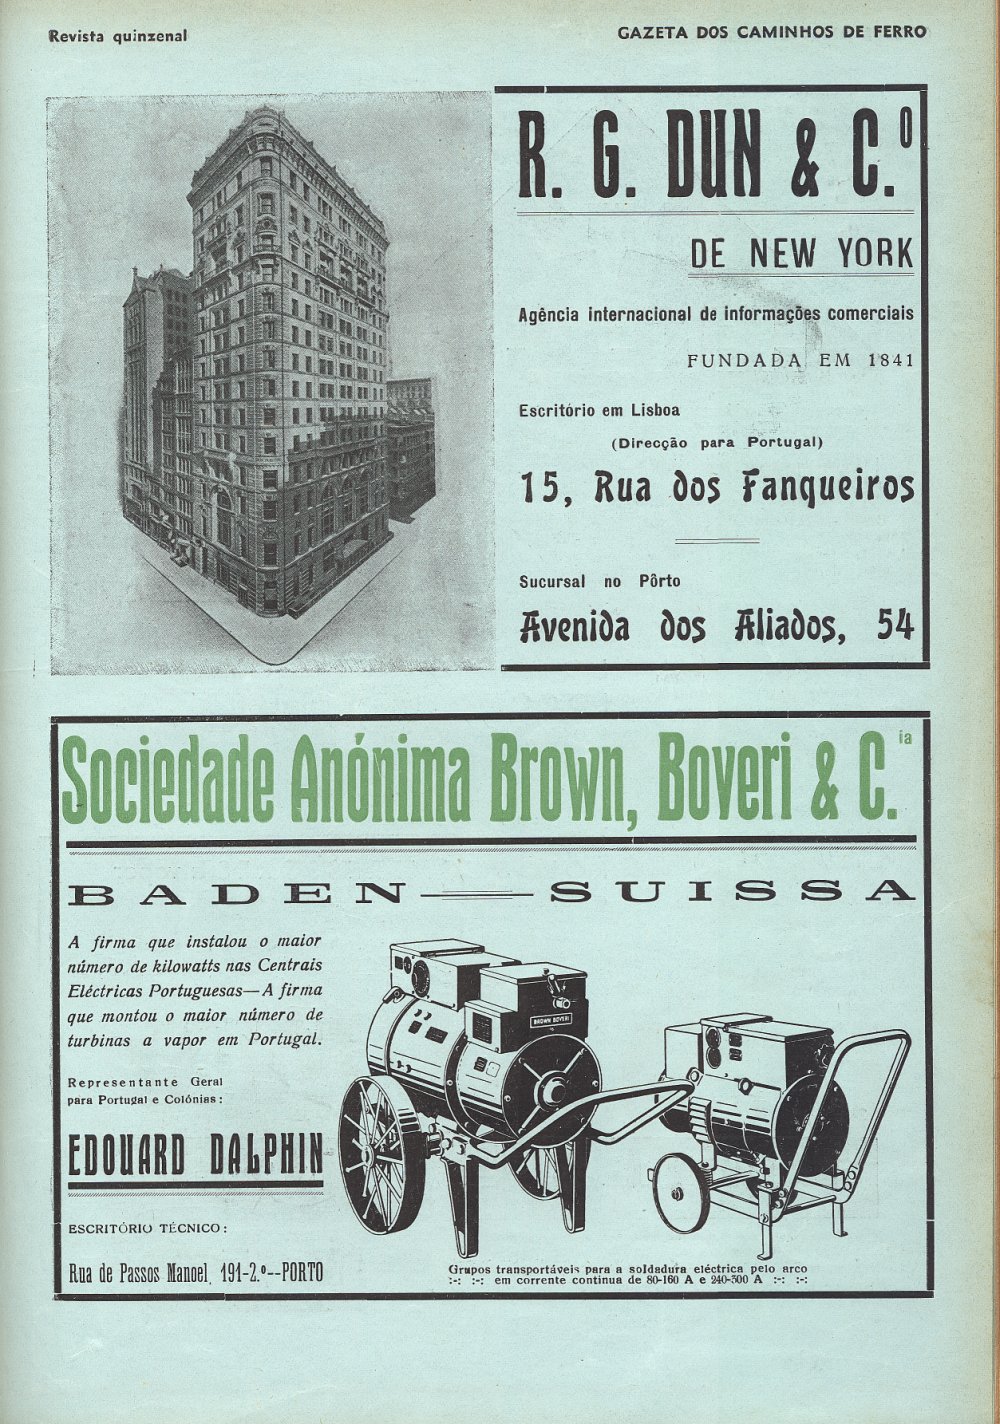 Revista quinzenal
GAZETA DOS CAMINHOS DE FERRO
R. G. DUN & C.º
DE NEW YORK
Agência internacional de informações comerciais
FUNDADA EM 1841
Escritório em Lisboa
(Direcção para Portugal)
15, Rua dos Fanqueiros
Sucursal no Pôrto
Avenida dos Aliados, 54
Sociedade Anónima Brown, Boveri & C.ia
BADEN — SUISSA
A firma que instalou o maior
número de kilowatts nas Centrais
Eléctricas Portuguesas—A firma
que montou o maior número de
turbinas a vapor em Portugal.
Representante Geral
para Portugal e Colónias:
EDOUARD DALPHIN
ESCRITÓRIO TÉCNICO:
Rua de Passos Manoel, 191-2.º--PORTO
BROWN BOVERI
Grupos transportáveis para a soldadura eléctrica pelo arco
:-: :-: em corrente continua de 80-160 A e 240-300 A :-: :-: